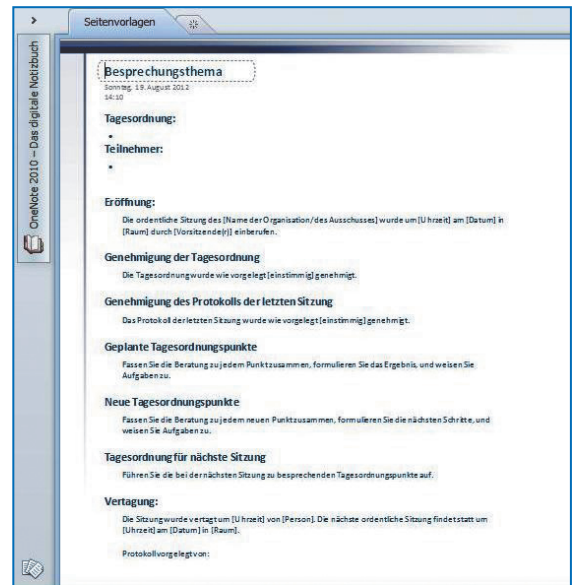 Seitenvorlagen
OneNote 2010 – Das digitale Notizbuch
Besprechungsthema
Sonntag, 19. August 2012
14:10
Tagesordnung:
•
Teilnehmer:
•
Eröffnung:
Die ordentliche Sitzung des [Name der Organisation/des Ausschusses] wurde um [Uhrzeit] am [Datum] in
[Raum] durch [Vorsitzende(r)] einberufen.
Genehmigung der Tagesordnung
Die Tagesordnung wurde wie vorgelegt [einstimmig] genehmigt.
Genehmigung des Protokolls der letzten Sitzung
Das Protokoll der letzten Sitzung wurde wie vorgelegt [einstimmig] genehmigt.
Geplante Tagesordnungspunkte
Fassen Sie die Beratung zu jedem Punkt zusammen, formulieren Sie das Ergebnis, und weisen Sie
Aufgaben zu.
Neue Tagesordnungspunkte
Fassen Sie die Beratung zu jedem neuen Punkt zusammen, formulieren Sie die nächsten Schritte, und
weisen Sie Aufgaben zu.
Tagesordnung für nächste Sitzung
Führen Sie die bei der nächsten Sitzung zu besprechenden Tagesordnungspunkte auf.
Vertagung:
Die Sitzung wurde vertagt um [Uhrzeit] von [Person]. Die nächste ordentliche Sitzung findet statt um
[Uhrzeit] am [Datum] in [Raum].
Protokoll vorgelegt von: